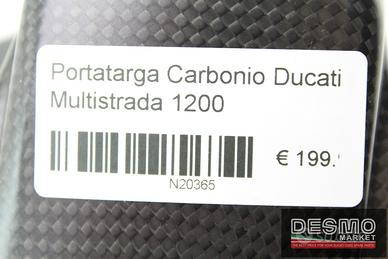 Portatarga Carbonio Ducati
Multistrada 1200
€ 199.
N20365
DESMO
MARKET